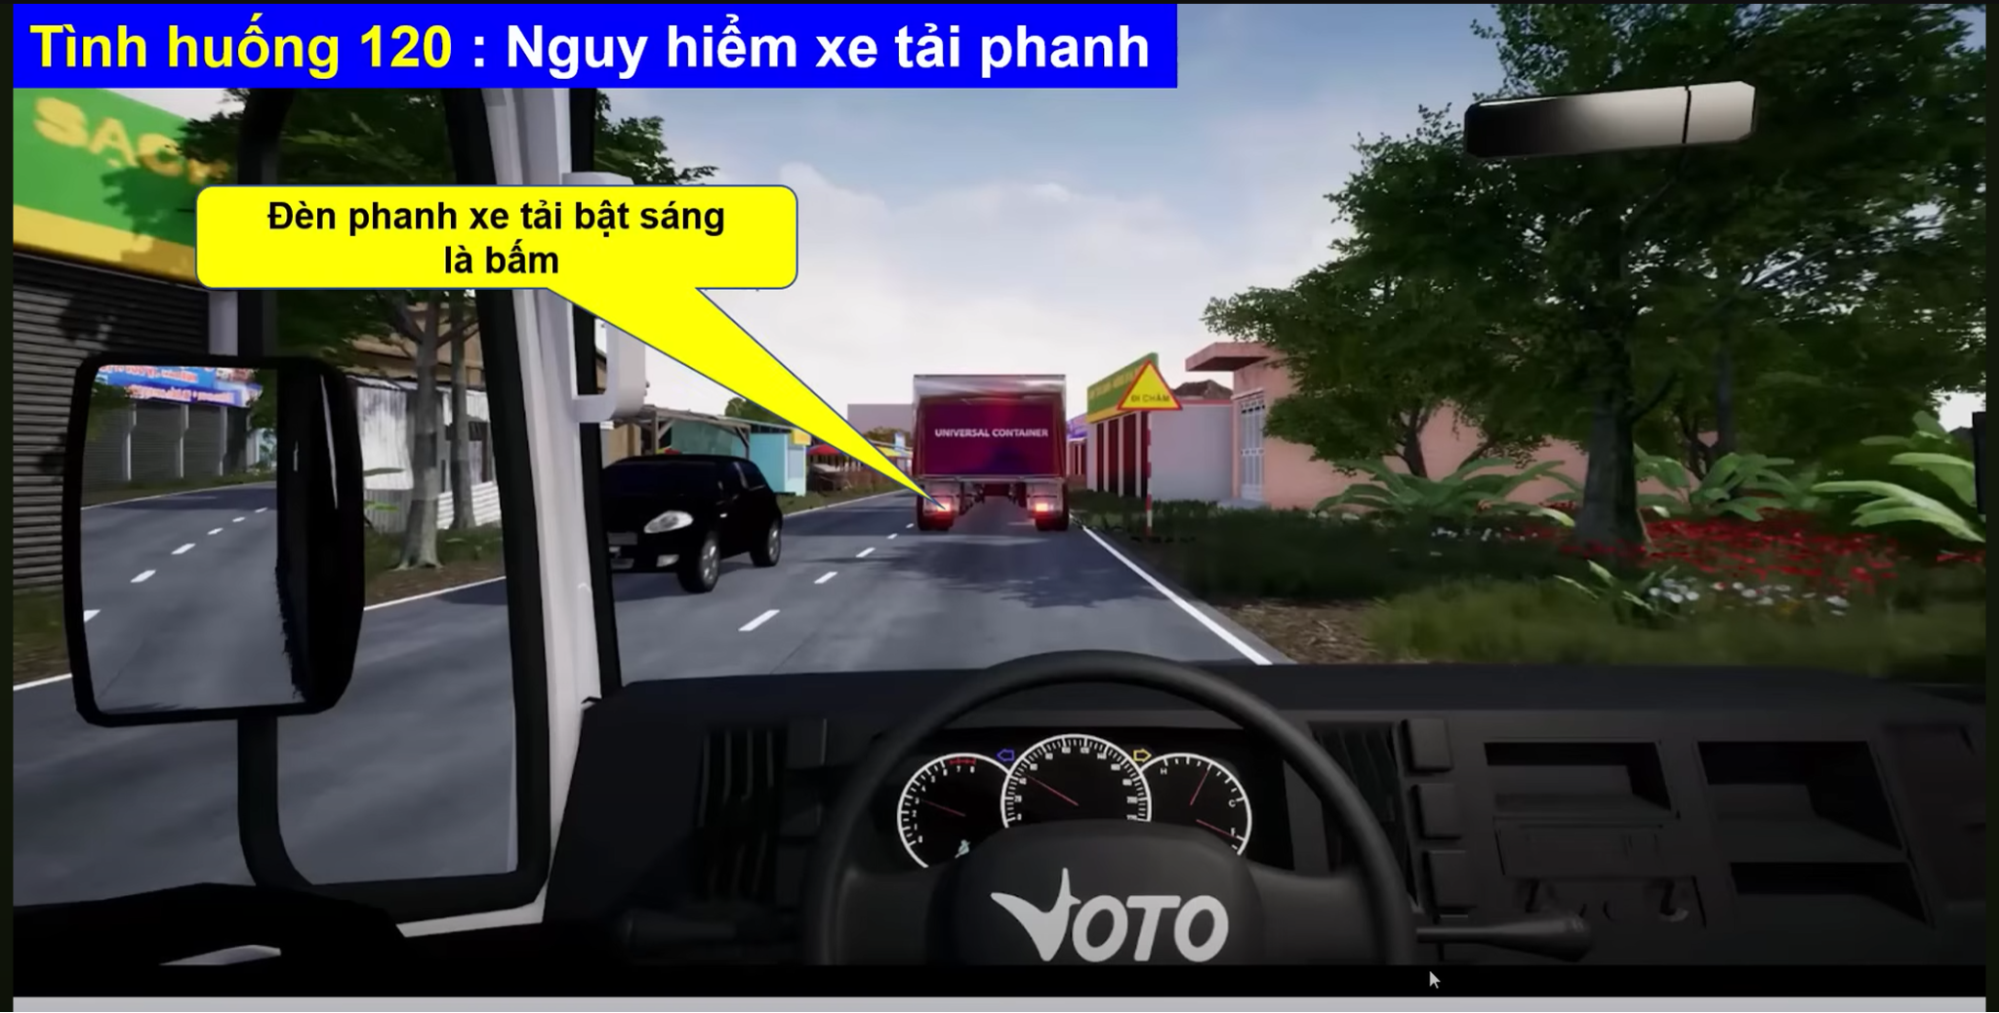 Tình huống 120 : Nguy hiểm xe tải phanh
SẠCH
Đèn phanh xe tải bật sáng
là bấm
UNIVERSAL CONTAINER
ĐI CHẬM
VOTO